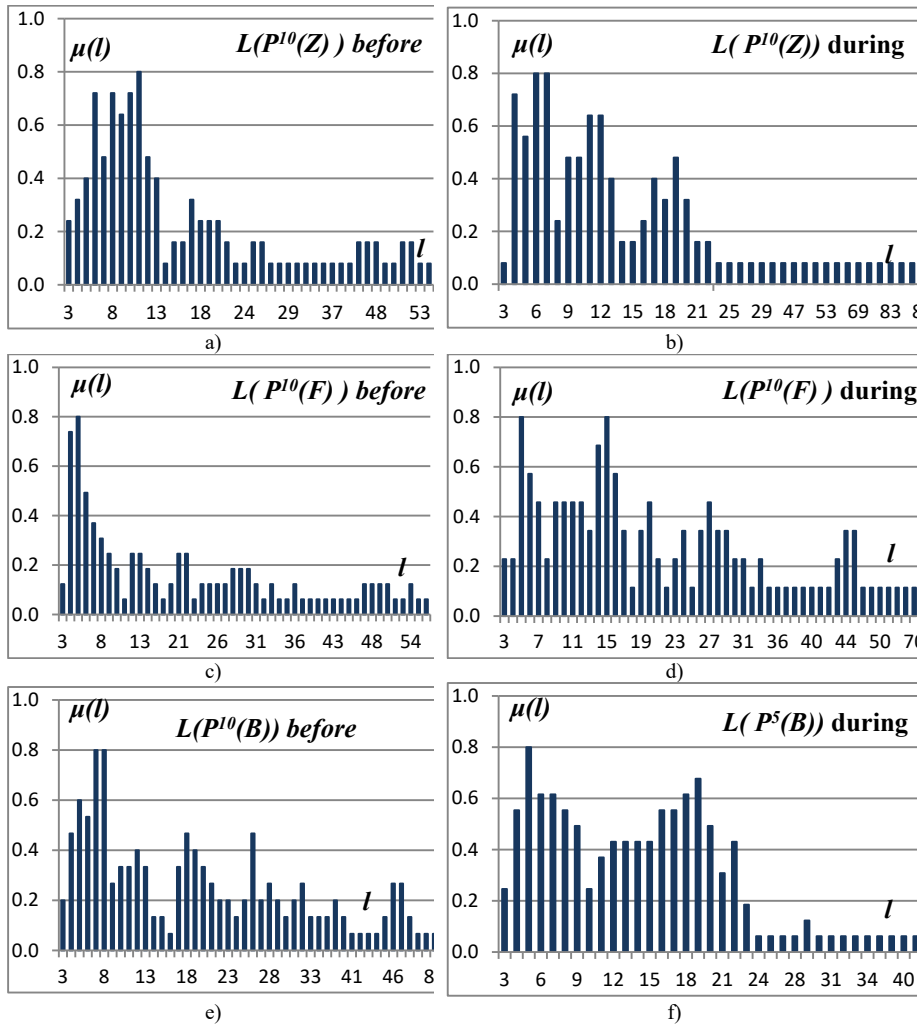 1.0
μ(l)
L(P¹⁰(Z) ) before
0.8
0.6
0.4
0.2
l
0.0
3 8 13 18 29 37 48 53
a)
1.0
μ(l)
L( P¹⁰(Z)) during
0.8
0.6
0.4
0.2
l
0.0
3 6 9 12 15 18 21 25 29 47 53 69 83 8
b)
1.0
μ(l)
L( P¹⁰(F) ) before
0.8
0.6
0.4
0.2
l
0.0
3 8 13 21 26 31 36 43 48 54
c)
1.0
μ(l)
L(P¹⁰(F) ) during
0.8
0.6
0.4
0.2
l
0.0
3 7 11 15 19 23 27 31 36 40 44 50 70
d)
1.0
μ(l)
L(P¹⁰(B)) before
0.8
0.6
0.4
0.2
l
0.0
3 8 13 18 23 28 33 41 46 8
e)
1.0
μ(l)
L( P⁵(B)) during
0.8
0.6
0.4
0.2
l
0.0
3 6 9 12 15 18 21 24 28 31 34 40
f)